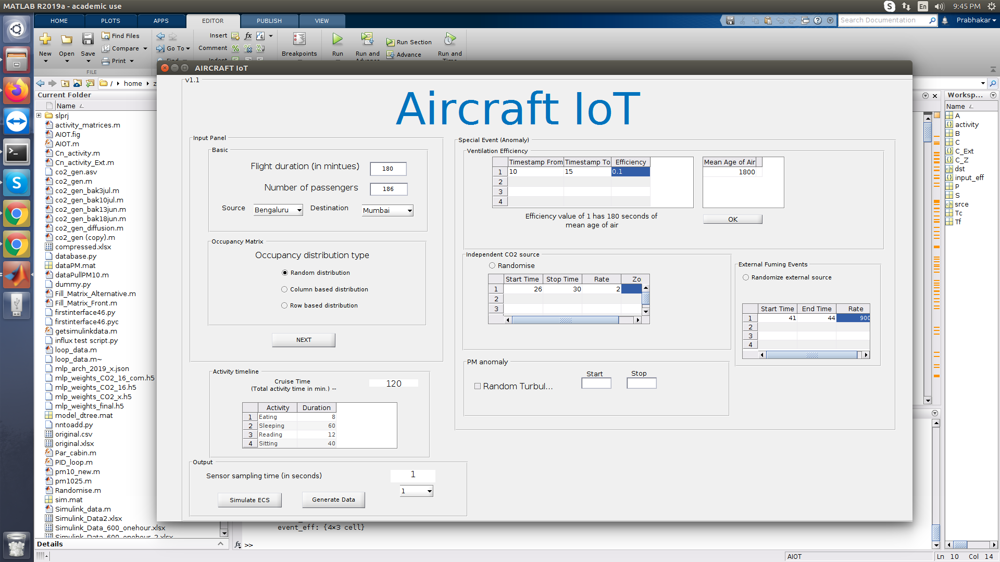 MATLAB R2019a - academic use
En
9:45 PM
HOME
PLOTS
APPS
EDITOR
PUBLISH
VIEW
Search Documentation
Prabhakar
New
Open
Save
Find Files
Compare
Print
FILE
Go To
Insert
Comment
Breakpoints
Run
Run and
Run Section
Advance
Run and
/ home
Current Folder
Name
slprj
activity_matrices.m
AIOT.fig
AIOT.m
Cn_activity.m
Cn_activity_Ext.m
co2_gen.asv
co2_gen.m
co2_gen_bak3jul.m
co2_gen_bak10jul.m
co2_gen_bak13jun.m
co2_gen_bak18jun.m
co2_gen_diffusion.m
co2_gen (copy).m
compressed.xlsx
database.py
dataPM.mat
dataPullPM10.m
dummy.py
Fill_Matrix_Alternative.m
Fill_Matrix_Front.m
firstinterface46.py
firstinterface46.pyc
getsimulinkdata.m
influx test script.py
loop_data.m
loop_data.m~
mlp_arch_2019_x.json
mlp_weights_CO2_16_com.h5
mlp_weights_CO2_16.h5
mlp_weights_CO2_x.h5
mlp_weights_final.h5
model_dtree.mat
nntoadd.py
original.csv
original.xlsx
Par_cabin.m
PID_loop.m
pm10_new.m
pm1025.m
Randomise.m
sim.mat
Simulink_data.m
Simulink_Data2.xlsx
Simulink_Data_600_onehour.xlsx
Simulink_Data_600_onehour_2.xlsx
Details
AIRCRAFT IoT
v1.1
Aircraft IoT
Input Panel
Basic
Flight duration (in mintues)
180
Number of passengers
186
Source
Bengaluru
Destination
Mumbai
Occupancy Matrix
Occupancy distribution type
Random distribution
Column based distribution
Row based distribution
NEXT
Activity timeline
Cruise Time
(Total activity time in min.) --
120
Activity Duration
1 Eating 8
2 Sleeping 60
3 Reading 12
4 Sitting 40
Output
Sensor sampling time (in seconds)
1
1
Simulate ECS
Generate Data
Special Event (Anomaly)
Ventilation Efficiency
Timestamp From Timestamp To Efficiency
1 10 15 0.1
2
3
4
Mean Age of Air
1800
Efficiency value of 1 has 180 seconds of
mean age of air
OK
Independent CO2 source
Randomise
Start Time Stop Time Rate Zo
1 26 30 2
2
3
External Fuming Events
Randomize external source
Start Time End Time Rate
1 41 44 900
2
3
4
PM anomaly
Random Turbul...
Start
Stop
event_eff: {4×3 cell}
fx >>
Worksp...
Name
A
activity
B
C
C_Ext
C_Z
dst
input_eff
P
S
srce
Tc
Tf
AIOT
Ln 10 Col 14